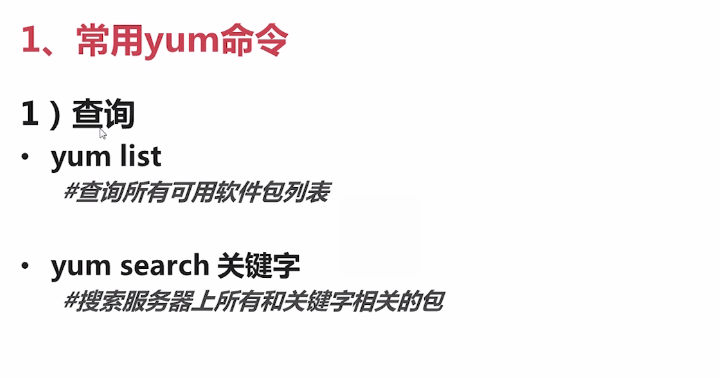 1、常用yum命令
1）查询
• yum list
#查询所有可用软件包列表
• yum search 关键字
#搜索服务器上所有和关键字相关的包